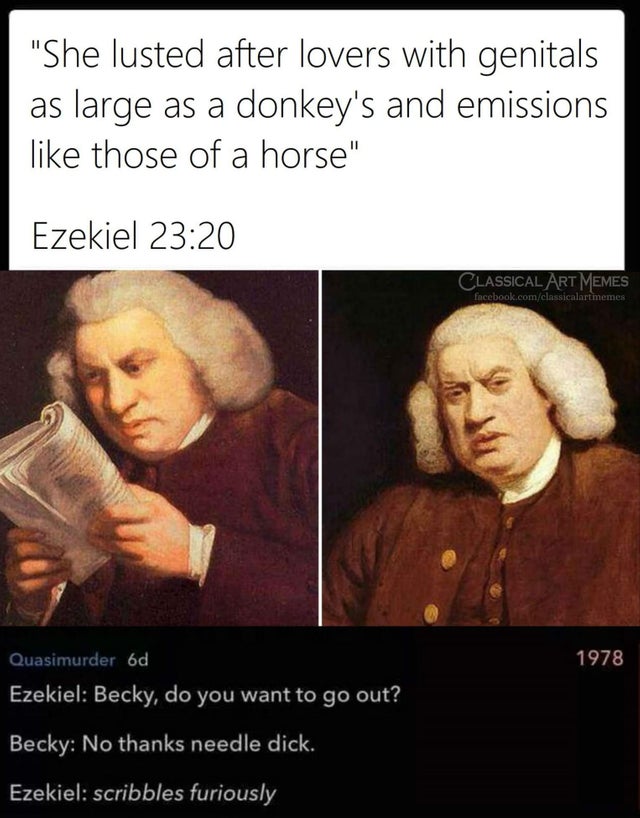 "She lusted after lovers with genitals
as large as a donkey's and emissions
like those of a horse"
Ezekiel 23:20
CLASSICAL ART MEMES
facebook.com/classicalartmemes
Quasimurder 6d 1978
Ezekiel: Becky, do you want to go out?
Becky: No thanks needle dick.
Ezekiel: scribbles furiously